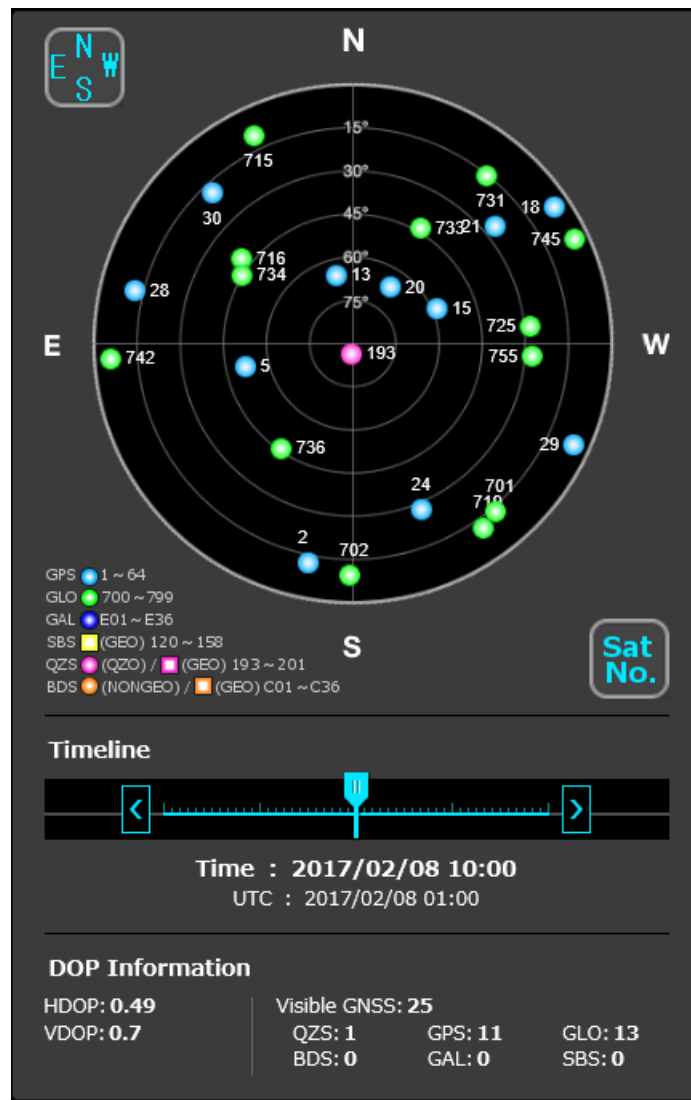 N
E W
S
N
15°
715
30°
731
30
18
45°
733
21
745
60°
716
13
734
20
28
75°
15
725
E
193
W
742
755
5
736
29
24
701
719
2
702
GPS 1 ~ 64
GLO 700 ~ 799
GAL E01 ~ E36
SBS (GEO) 120 ~ 158
QZS (QZO) / (GEO) 193 ~ 201
BDS (NONGEO) / (GEO) C01 ~ C36
S
Sat
No.
Timeline
< II >
Time : 2017/02/08 10:00
UTC : 2017/02/08 01:00
DOP Information
HDOP: 0.49
VDOP: 0.7
Visible GNSS: 25
QZS: 1 GPS: 11 GLO: 13
BDS: 0 GAL: 0 SBS: 0